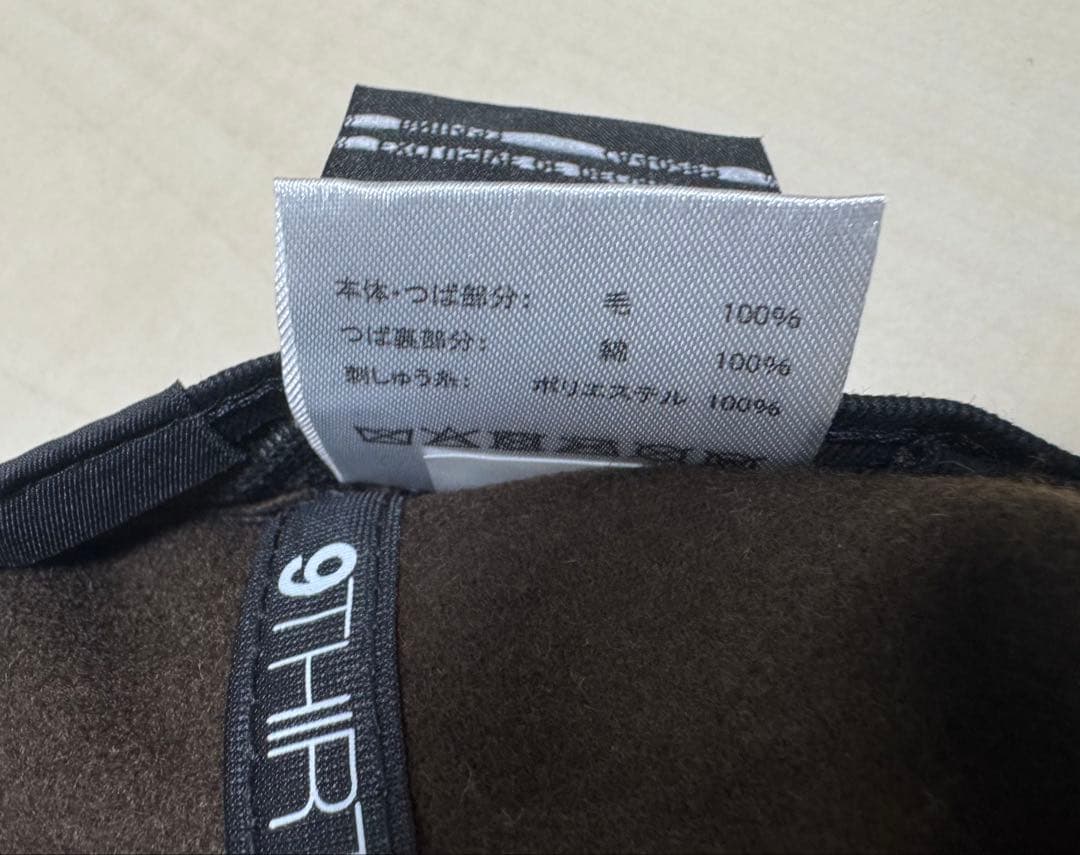 本体・つば部分: 毛 100%
つば裏部分: 綿 100%
刺しゅう糸: ポリエステル 100%
9THIRT